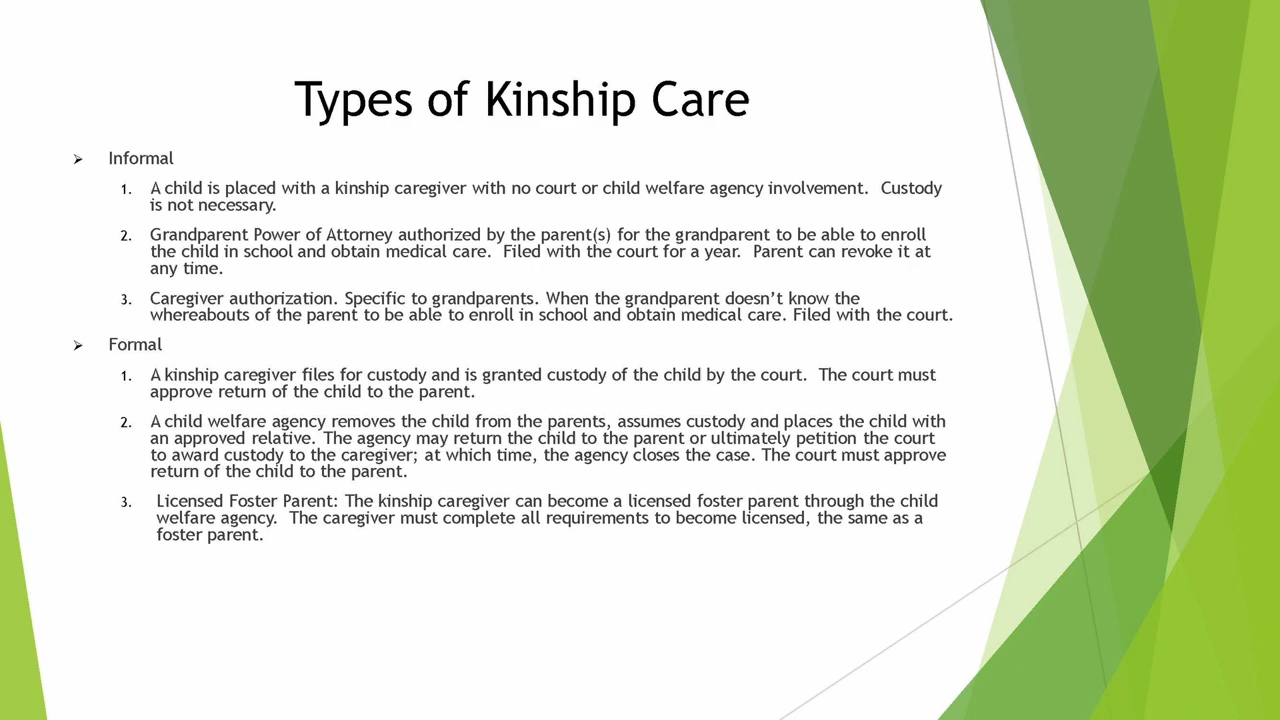 Types of Kinship Care
➢ Informal
1. A child is placed with a kinship caregiver with no court or child welfare agency involvement.  Custody
is not necessary.
2. Grandparent Power of Attorney authorized by the parent(s) for the grandparent to be able to enroll
the child in school and obtain medical care.  Filed with the court for a year.  Parent can revoke it at
any time.
3. Caregiver authorization. Specific to grandparents. When the grandparent doesn’t know the
whereabouts of the parent to be able to enroll in school and obtain medical care. Filed with the court.
➢ Formal
1. A kinship caregiver files for custody and is granted custody of the child by the court.  The court must
approve return of the child to the parent.
2. A child welfare agency removes the child from the parents, assumes custody and places the child with
an approved relative. The agency may return the child to the parent or ultimately petition the court
to award custody to the caregiver; at which time, the agency closes the case. The court must approve
return of the child to the parent.
3. Licensed Foster Parent: The kinship caregiver can become a licensed foster parent through the child
welfare agency.  The caregiver must complete all requirements to become licensed, the same as a
foster parent.